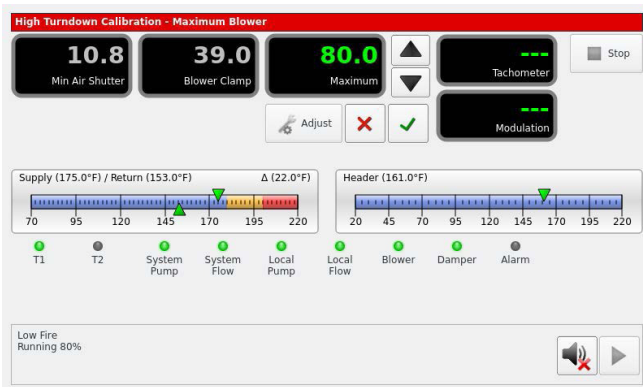 High Turndown Calibration - Maximum Blower
10.8
Min Air Shutter
39.0
Blower Clamp
80.0
Maximum
---
Tachometer
Stop
Adjust
---
Modulation
Supply (175.0°F) / Return (153.0°F) Δ (22.0°F)
70 95 120 145 170 195 220
Header (161.0°F)
20 45 70 95 120 145 170 195 220
T1
T2
System
Pump
System
Flow
Local
Pump
Local
Flow
Blower
Damper
Alarm
Low Fire
Running 80%